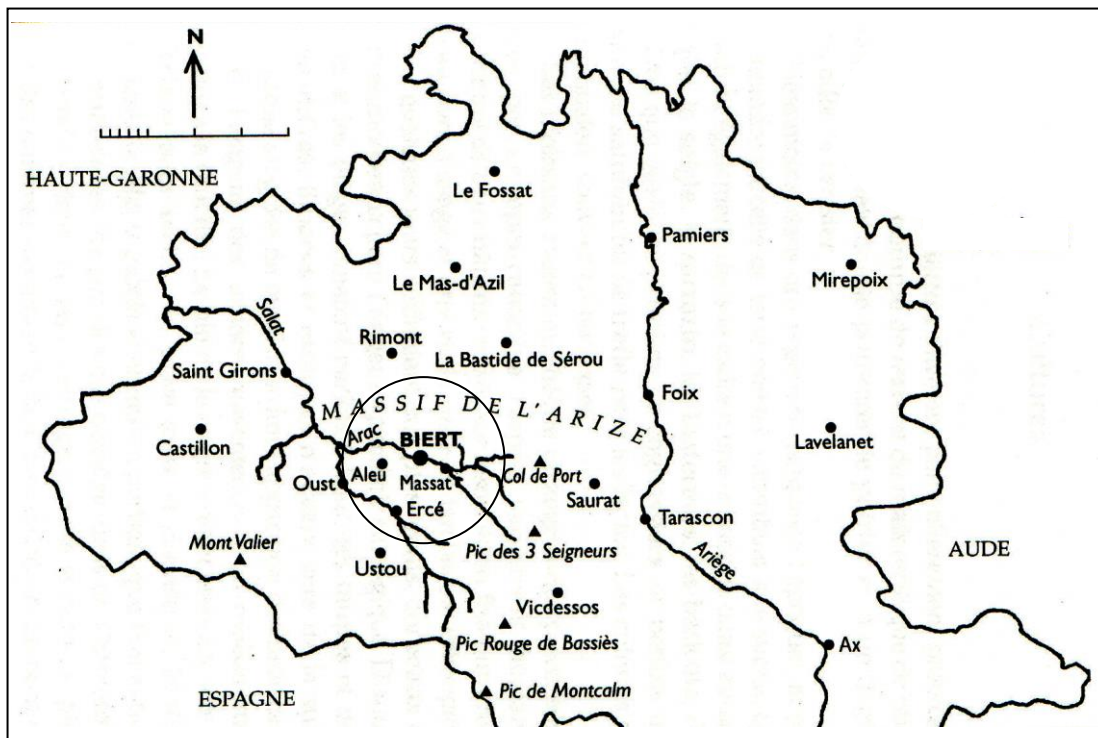 N
HAUTE-GARONNE
Le Fossat
Pamiers
Mirepoix
Le Mas-d'Azil
Salat
Rimont
La Bastide de Sérou
Saint Girons
Foix
MASSIF DE L'ARIZE
Castillon
Lavelanet
Arac
BIERT
Aleu
Massat
Col de Port
Oust
Saurat
Ercé
Tarascon
Pic des 3 Seigneurs
Mont Valier
AUDE
Ustou
Ariège
Vicdessos
Pic Rouge de Bassiès
Ax
ESPAGNE
Pic de Montcalm